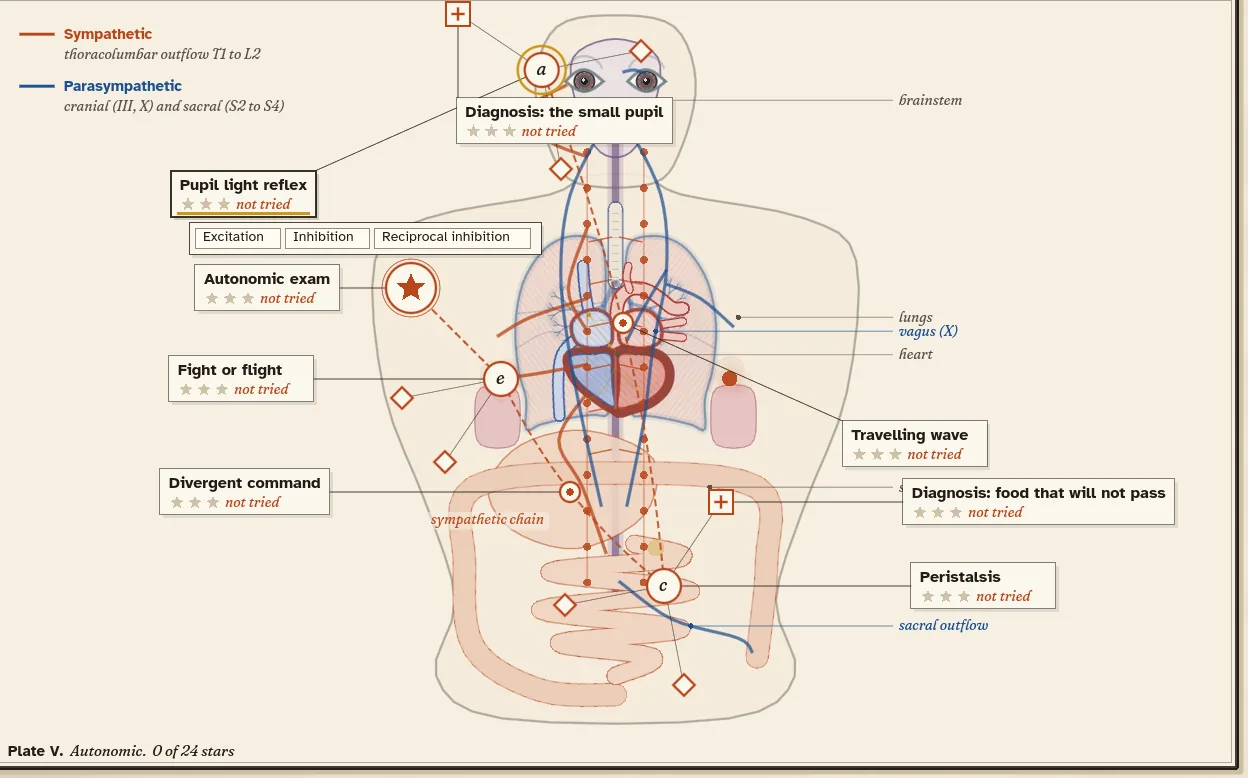 Sympathetic
thoracolumbar outflow T1 to L2
Parasympathetic
cranial (III, X) and sacral (S2 to S4)
a
Diagnosis: the small pupil
not tried
brainstem
Pupil light reflex
not tried
Excitation
Inhibition
Reciprocal inhibition
Autonomic exam
not tried
lungs
vagus (X)
heart
Fight or flight
not tried
e
Travelling wave
not tried
Divergent command
not tried
sympathetic chain
Diagnosis: food that will not pass
not tried
c
Peristalsis
not tried
sacral outflow
Plate V. Autonomic. 0 of 24 stars